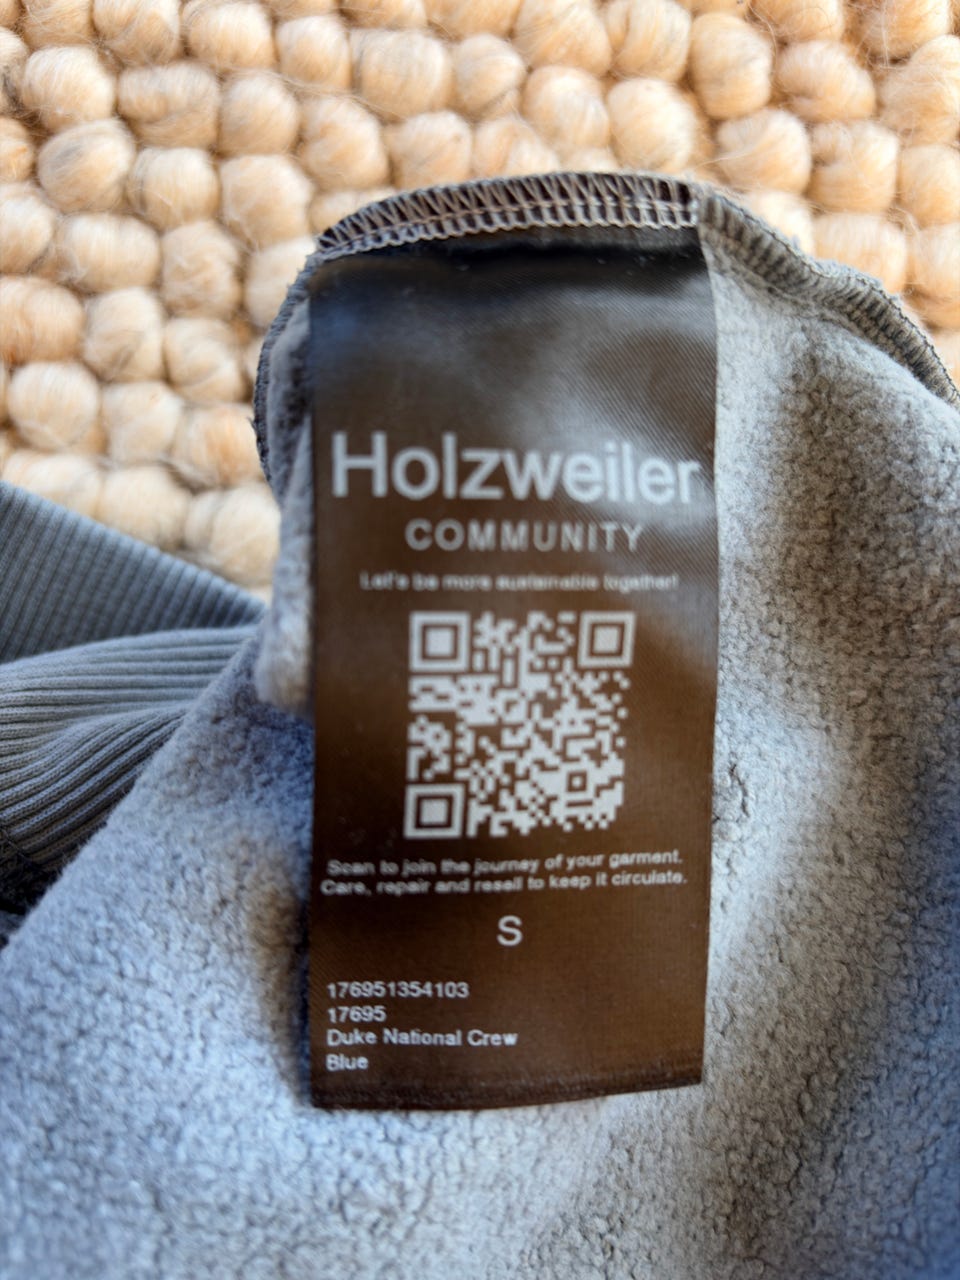 Holzweiler
COMMUNITY
Let's be more sustainable together!
Scan to join the journey of your garment.
Care, repair and resell to keep it circulate.
S
176951354103
17695
Duke National Crew
Blue